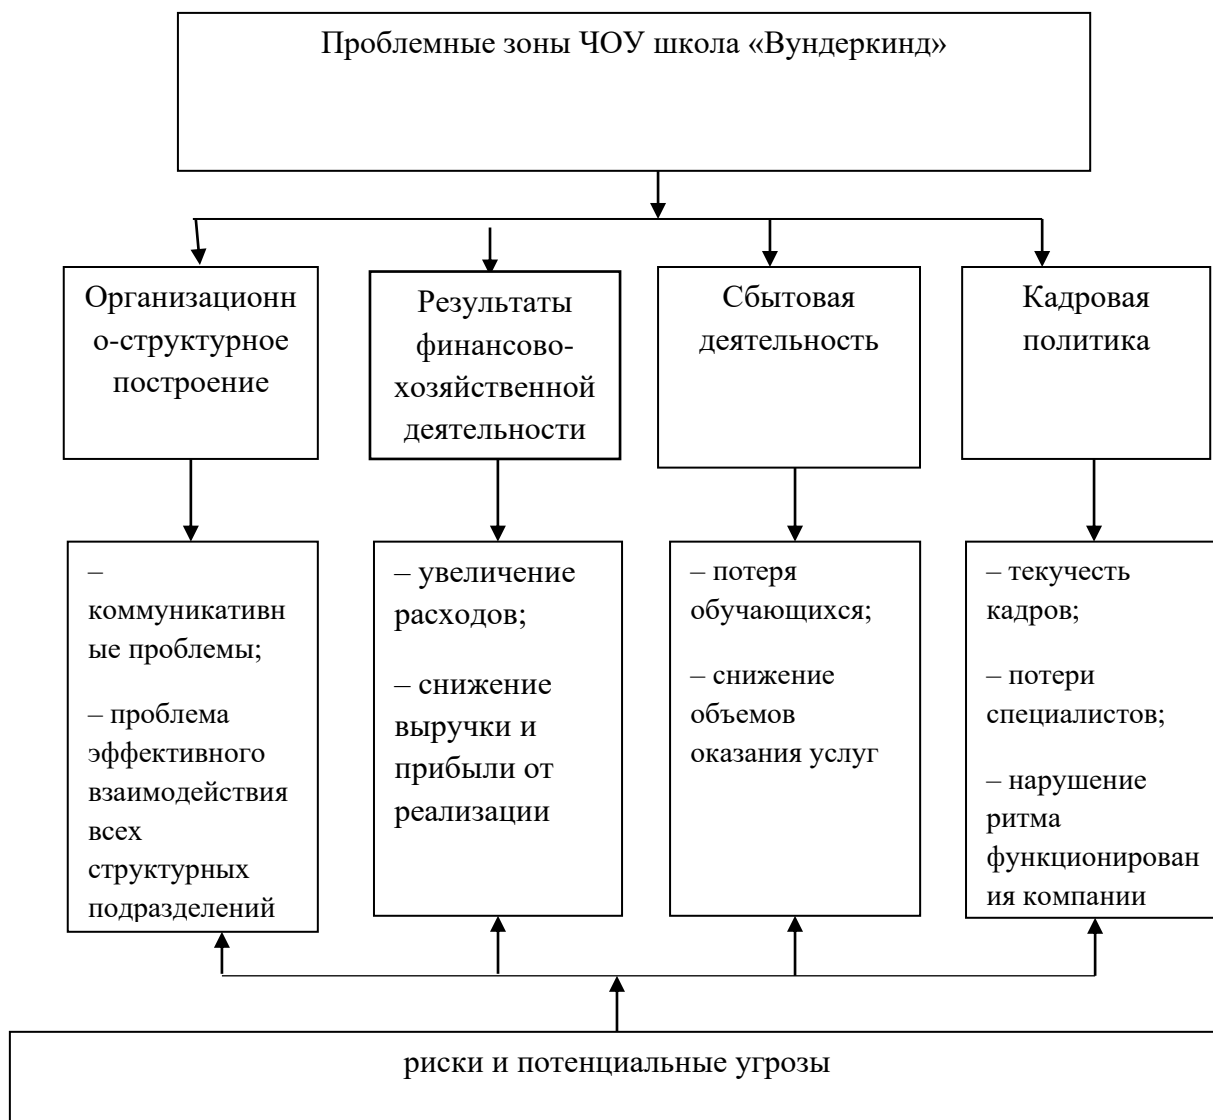 Проблемные зоны ЧОУ школа «Вундеркинд»
Организационн
о-структурное
построение
Результаты
финансово-
хозяйственной
деятельности
Сбытовая
деятельность
Кадровая
политика
–
коммуникативн
ые проблемы;
– проблема
эффективного
взаимодействия
всех
структурных
подразделений
– увеличение
расходов;
– снижение
выручки и
прибыли от
реализации
– потеря
обучающихся;
– снижение
объемов
оказания услуг
– текучесть
кадров;
– потери
специалистов;
– нарушение
ритма
функционирован
ия компании
риски и потенциальные угрозы